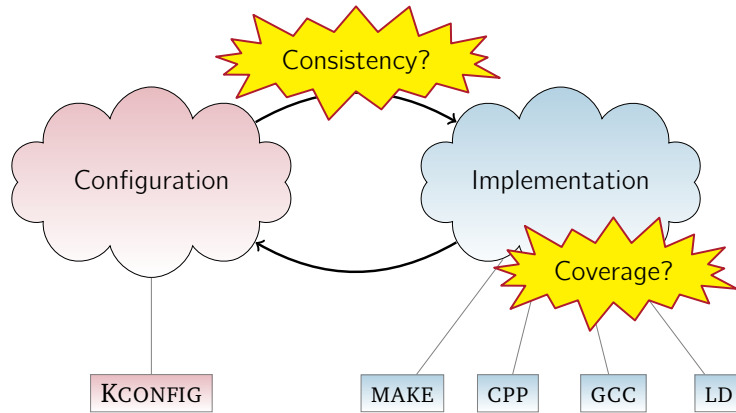 Consistency?
Configuration
Implementation
Coverage?
KCONFIG
MAKE
CPP
GCC
LD